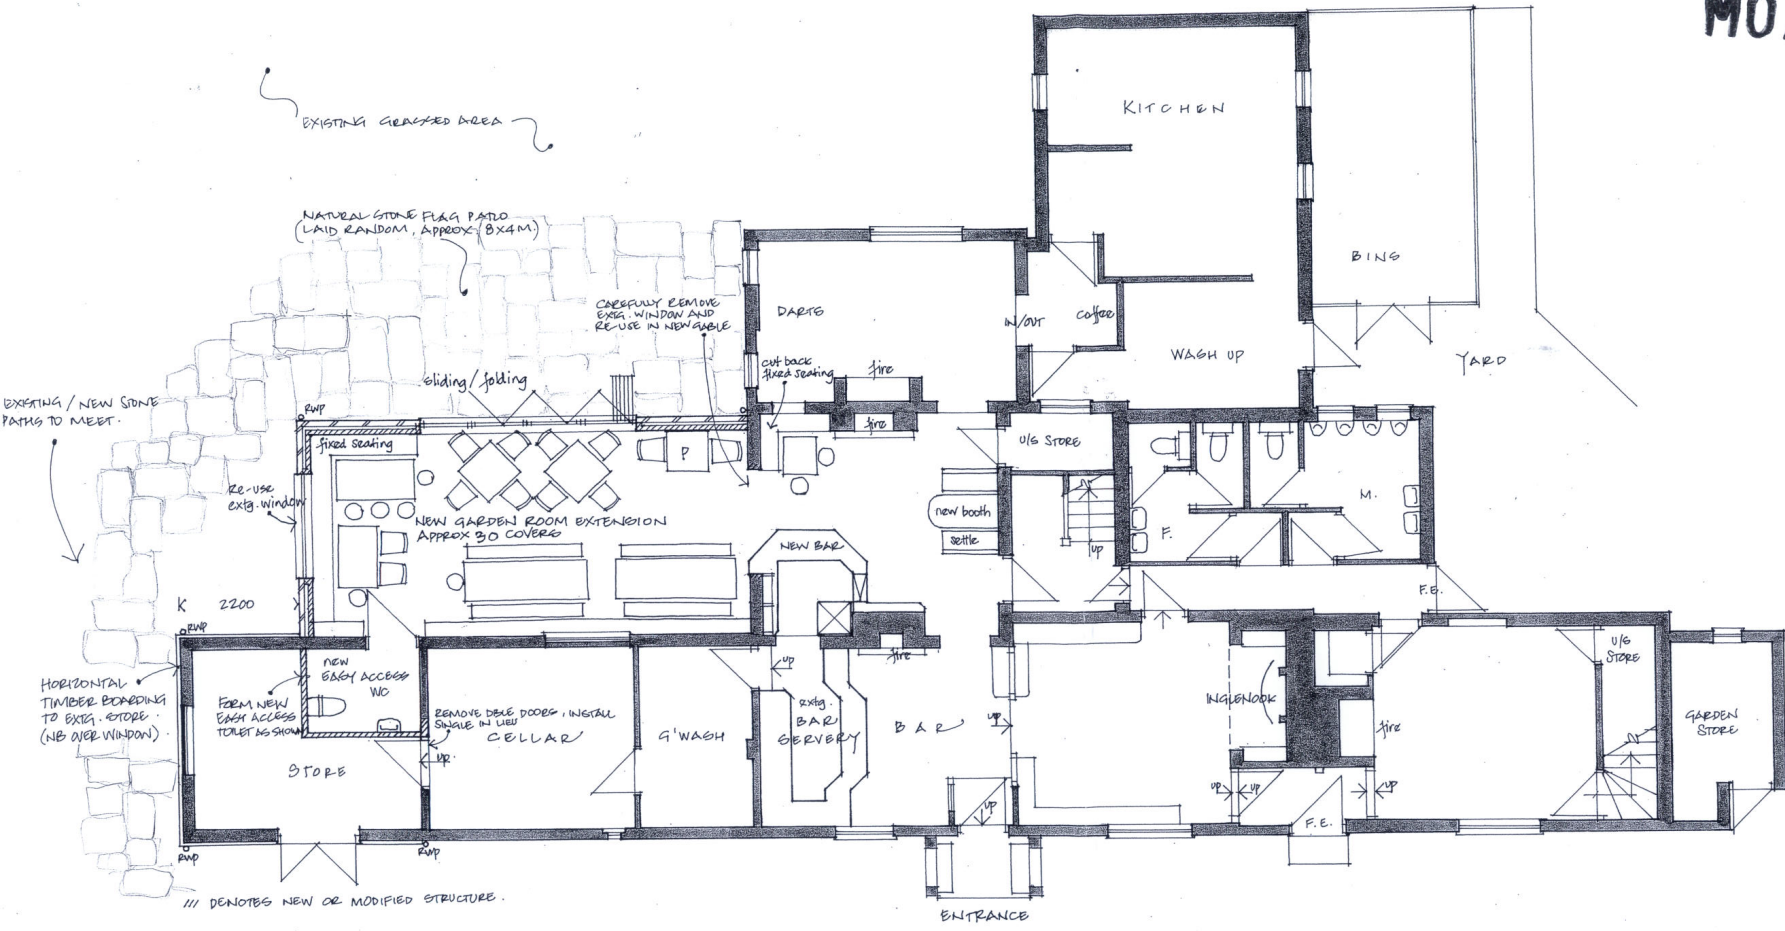 MO
KITCHEN
EXISTING GRASSED AREA
NATURAL STONE FLAG PATIO
(LAID RANDOM, APPROX. (8X4M.)
BINS
CAREFULLY REMOVE
EXTG. WINDOW AND
RE-USE IN NEW GABLE
DARTS
IN/OUT
coffee
WASH UP
YARD
cut back
fixed seating
fire
sliding/folding
EXISTING / NEW STONE
PATHS TO MEET.
RWP
fixed seating
P
fire
U/S STORE
Re-use
extg. window
NEW GARDEN ROOM EXTENSION
APPROX 30 COVERS
new booth
settle
M.
F.
UP
NEW BAR
2200
F.E.
RWP
fire
U/S
STORE
new
EASY ACCESS
WC
UP
HORIZONTAL
TIMBER BOARDING
TO EXTG. STORE.
(NB OVER WINDOW)
FORM NEW
EASY ACCESS
TOILET AS SHOWN
REMOVE DBLE DOORS, INSTALL
SINGLE IN LIEU
CELLAR
G'WASH
extg.
BAR
SERVERY
BAR
UP
INGLENOOK
fire
GARDEN
STORE
STORE
UP.
UP
UP
UP
UP
F.E.
RWP
RWP
/// DENOTES NEW OR MODIFIED STRUCTURE.
ENTRANCE